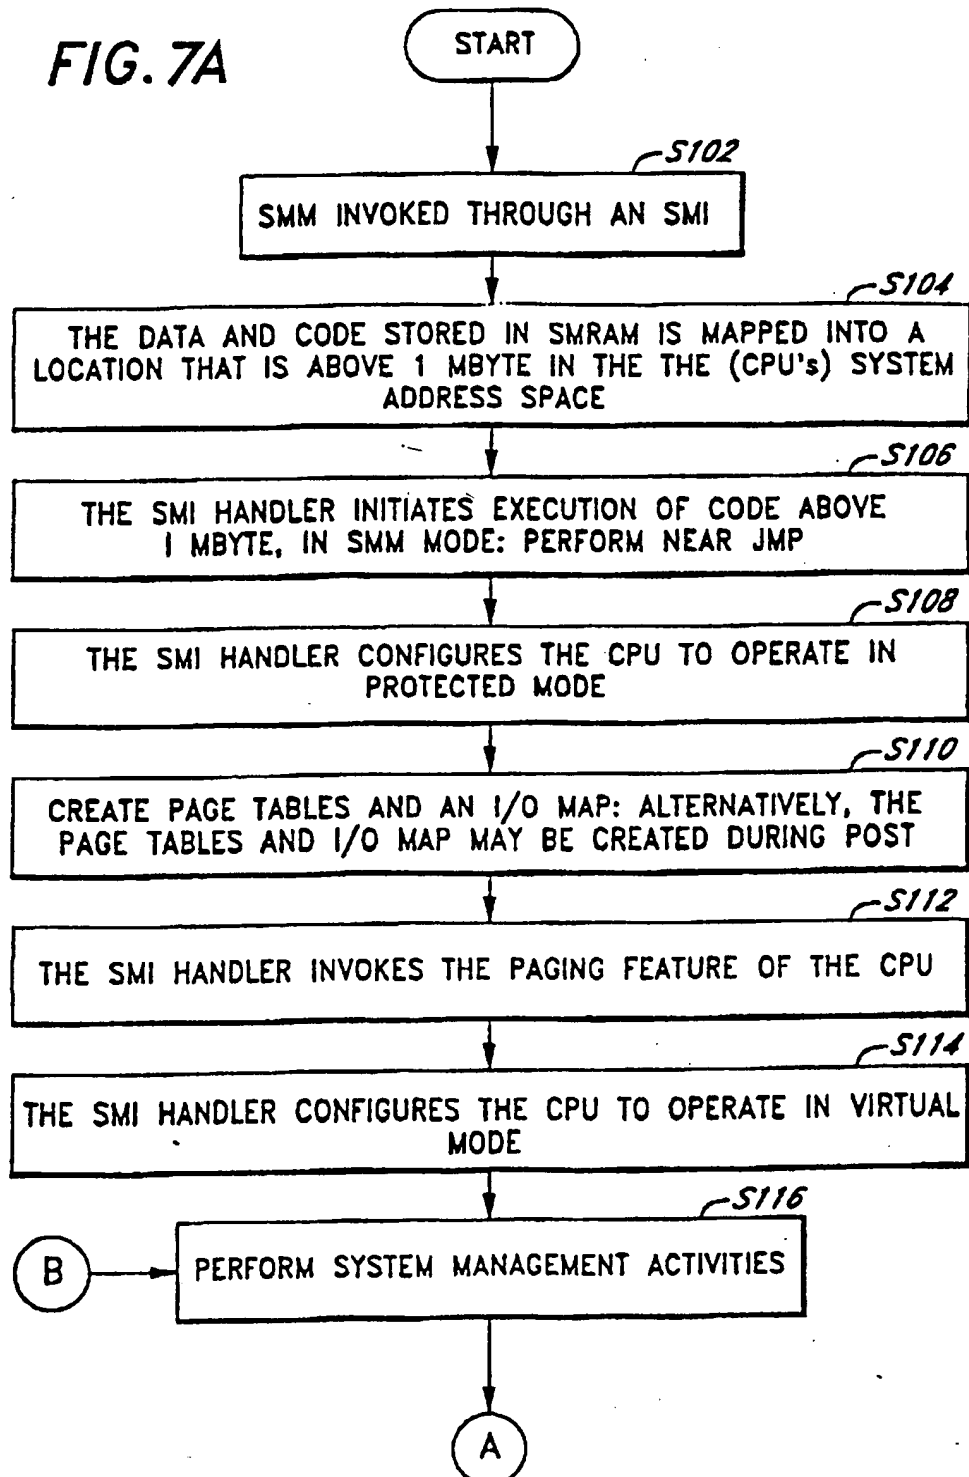 FIG. 7A
START
S102
SMM INVOKED THROUGH AN SMI
S104
THE DATA AND CODE STORED IN SMRAM IS MAPPED INTO A
LOCATION THAT IS ABOVE 1 MBYTE IN THE THE (CPU's) SYSTEM
ADDRESS SPACE
S106
THE SMI HANDLER INITIATES EXECUTION OF CODE ABOVE
1 MBYTE, IN SMM MODE: PERFORM NEAR JMP
S108
THE SMI HANDLER CONFIGURES THE CPU TO OPERATE IN
PROTECTED MODE
S110
CREATE PAGE TABLES AND AN I/O MAP: ALTERNATIVELY, THE
PAGE TABLES AND I/O MAP MAY BE CREATED DURING POST
S112
THE SMI HANDLER INVOKES THE PAGING FEATURE OF THE CPU
S114
THE SMI HANDLER CONFIGURES THE CPU TO OPERATE IN VIRTUAL
MODE
S116
B
PERFORM SYSTEM MANAGEMENT ACTIVITIES
A